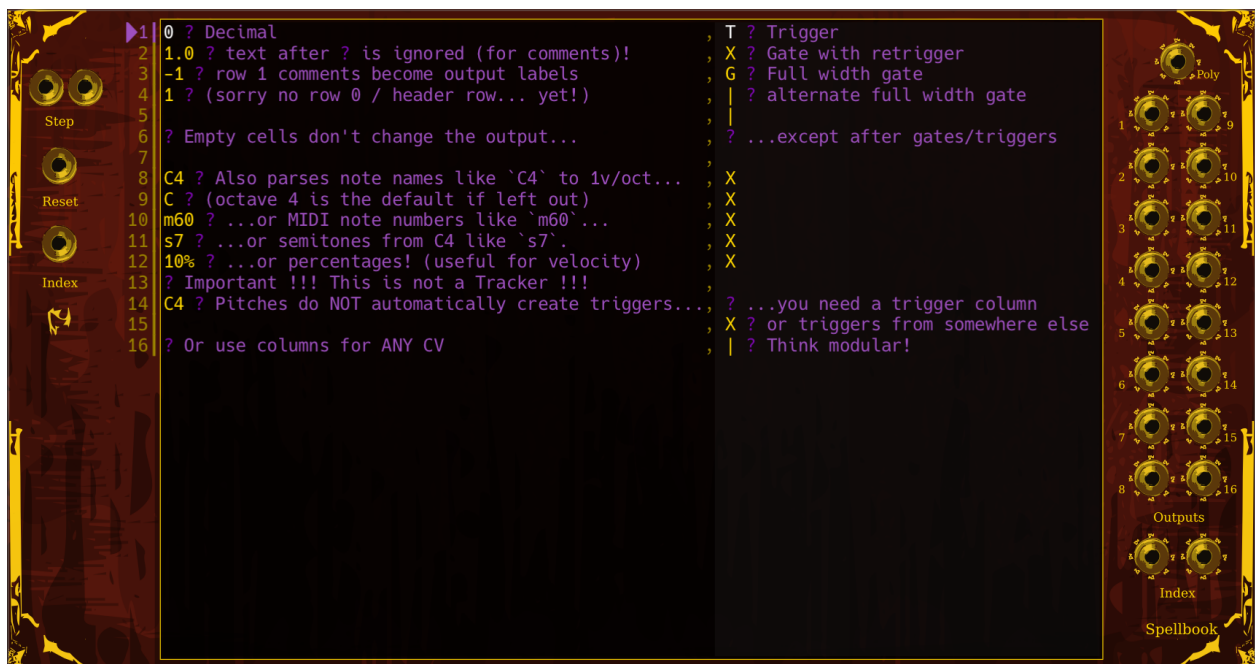 Step
Reset
Index
1 0 ? Decimal , T ? Trigger
2 1.0 ? text after ? is ignored (for comments)! , X ? Gate with retrigger
3 -1 ? row 1 comments become output labels , G ? Full width gate
4 1 ? (sorry no row 0 / header row... yet!) , | ? alternate full width gate
5 , |
6 ? Empty cells don't change the output... , ? ...except after gates/triggers
7 ,
8 C4 ? Also parses note names like `C4` to 1v/oct... , X
9 C ? (octave 4 is the default if left out) , X
10 m60 ? ...or MIDI note numbers like `m60`... , X
11 s7 ? ...or semitones from C4 like `s7`. , X
12 10% ? ...or percentages! (useful for velocity) , X
13 ? Important !!! This is not a Tracker !!! ,
14 C4 ? Pitches do NOT automatically create triggers...., ? ...you need a trigger column
15 , X ? or triggers from somewhere else
16 ? Or use columns for ANY CV , | ? Think modular!
Poly
1 9
2 10
3 11
4 12
5 13
6 14
7 15
8 16
Outputs
Index
Spellbook